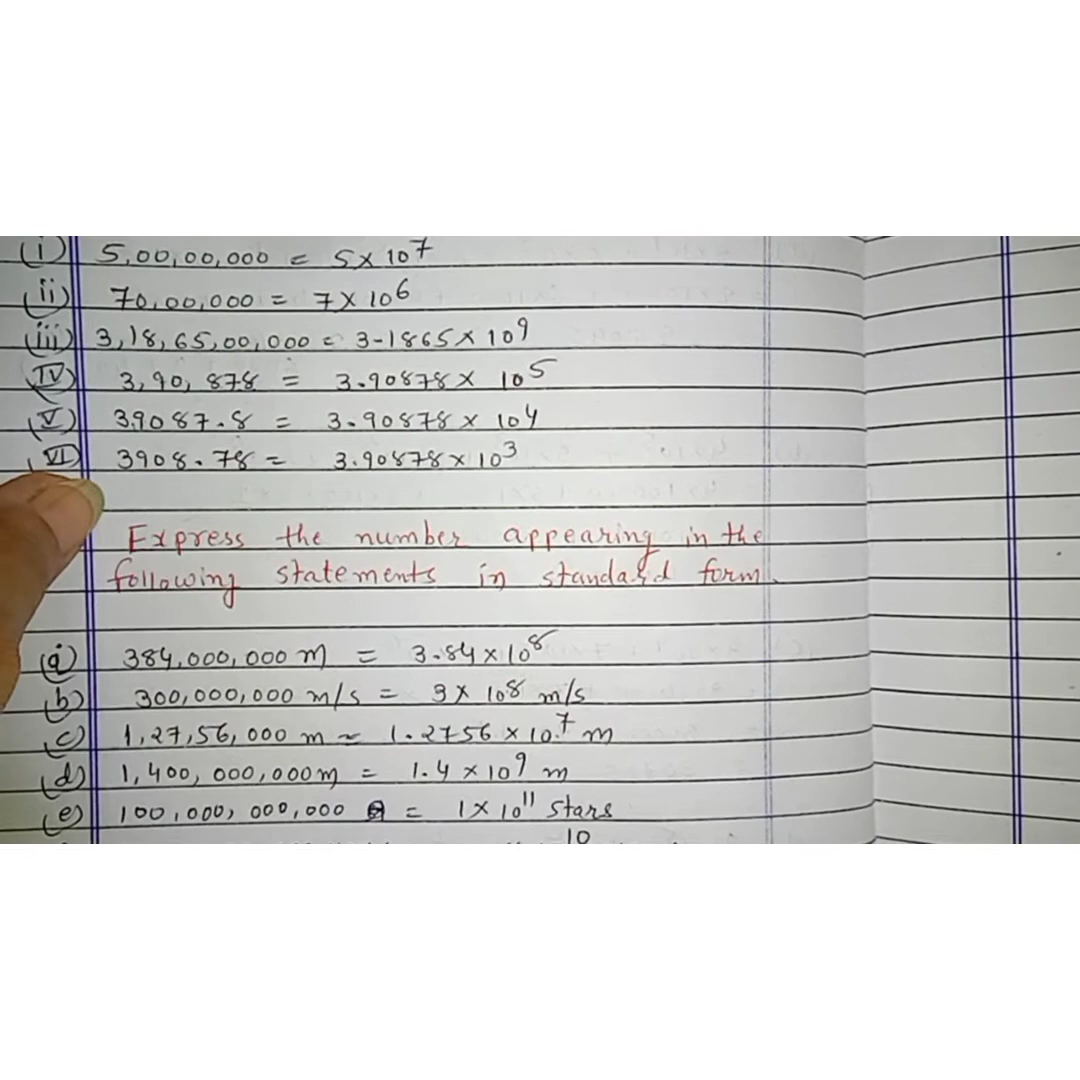 (i) 5,00,00,000 = 5 × 10⁷
(ii) 70,00,000 = 7 × 10⁶
(iii) 3,18,65,00,000 = 3-1865 × 10⁹
(IV) 3,90,878 = 3.90878 × 10⁵
(V) 39087.8 = 3.90878 × 10⁴
(VI) 3908.78 = 3.90878 × 10³
Express the number appearing in the
following statements in standard form.
(a) 384,000,000 m = 3.84 × 10⁸
(b) 300,000,000 m/s = 3 × 10⁸ m/s
(c) 1,27,56,000 m = 1.2756 × 10⁷ m
(d) 1,400,000,000 m = 1.4 × 10⁹ m
(e) 100,000,000,000 = 1 × 10¹¹ stars
10